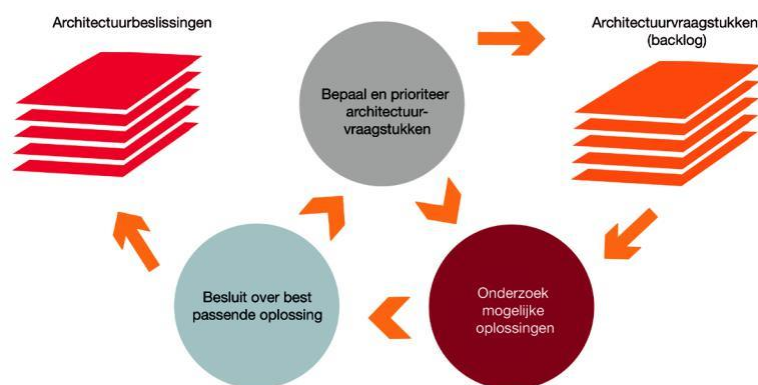 Architectuurbeslissingen
Architectuurvraagstukken
(backlog)
Bepaal en prioriteer
architectuur-
vraagstukken
Besluit over best
passende oplossing
Onderzoek
mogelijke
oplossingen